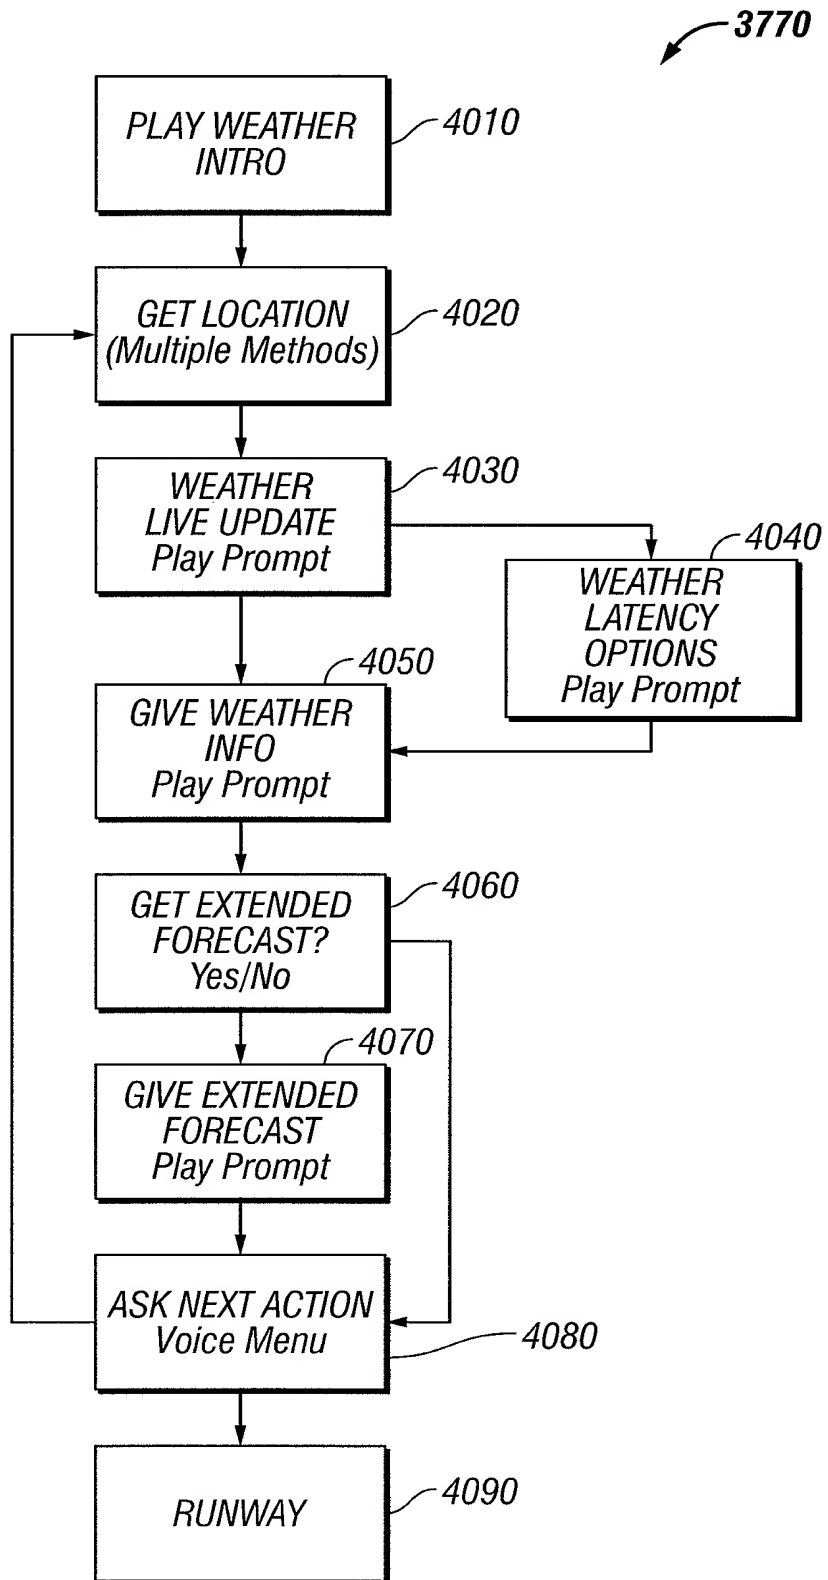 3770
PLAY WEATHER
INTRO
4010
GET LOCATION
(Multiple Methods)
4020
WEATHER
LIVE UPDATE
Play Prompt
4030
WEATHER
LATENCY
OPTIONS
Play Prompt
4040
GIVE WEATHER
INFO
Play Prompt
4050
GET EXTENDED
FORECAST?
Yes/No
4060
GIVE EXTENDED
FORECAST
Play Prompt
4070
ASK NEXT ACTION
Voice Menu
4080
RUNWAY
4090